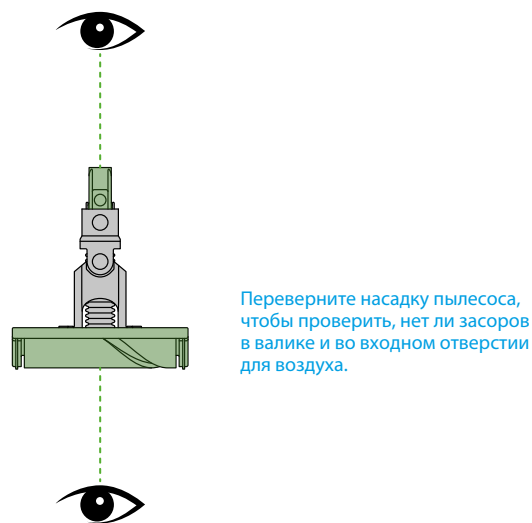 Переверните насадку пылесоса,
чтобы проверить, нет ли засоров
в валике и во входном отверстии
для воздуха.